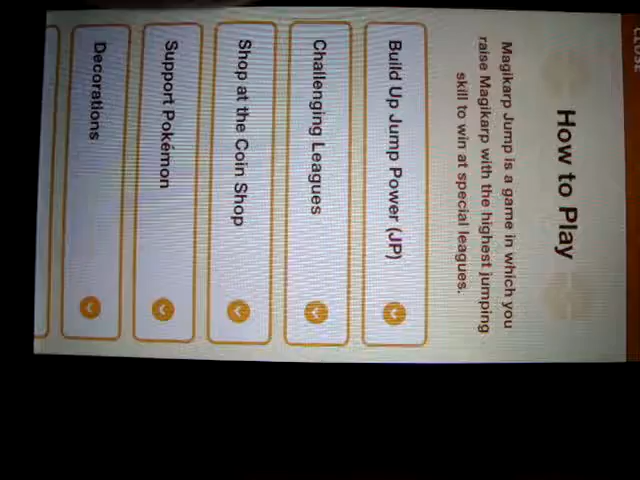 CLOSE
How to Play
Magikarp Jump is a game in which you
raise Magikarp with the highest jumping
skill to win at special leagues.
Build Up Jump Power (JP)
Challenging Leagues
Shop at the Coin Shop
Support Pokémon
Decorations